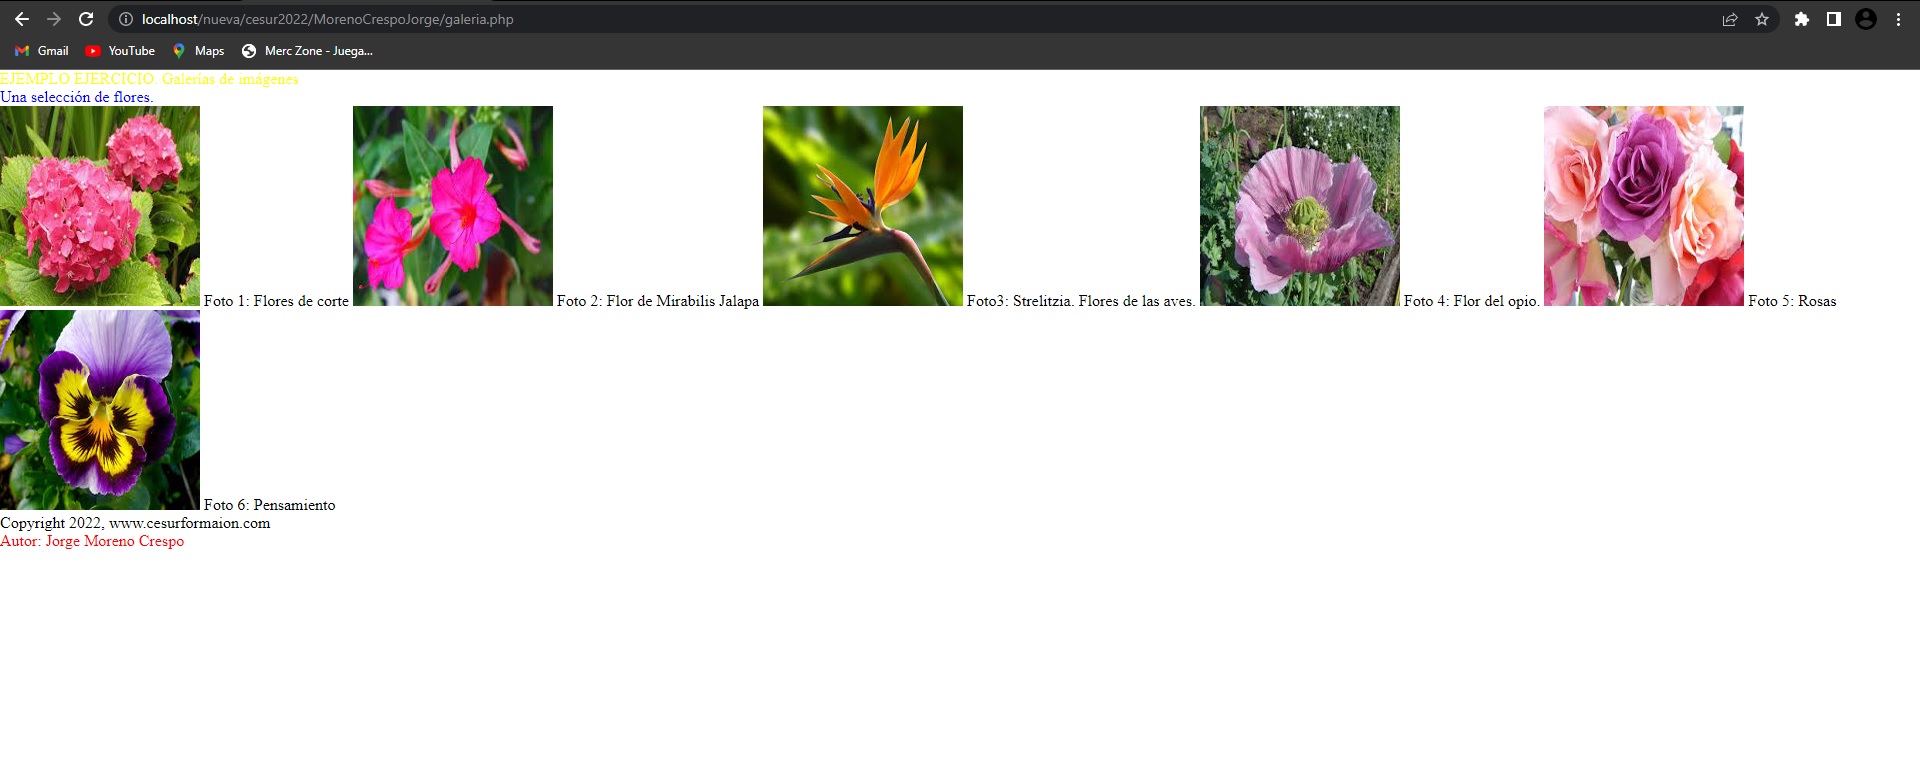 localhost/nueva/cesur2022/MorenoCrespoJorge/galeria.php
Gmail YouTube Maps Merc Zone - Juega...
EJEMPLO EJERCICIO. Galerías de imágenes
Una selección de flores.
Foto 1: Flores de corte Foto 2: Flor de Mirabilis Jalapa Foto3: Strelitzia. Flores de las aves. Foto 4: Flor del opio. Foto 5: Rosas
Foto 6: Pensamiento
Copyright 2022, www.cesurformaion.com
Autor: Jorge Moreno Crespo